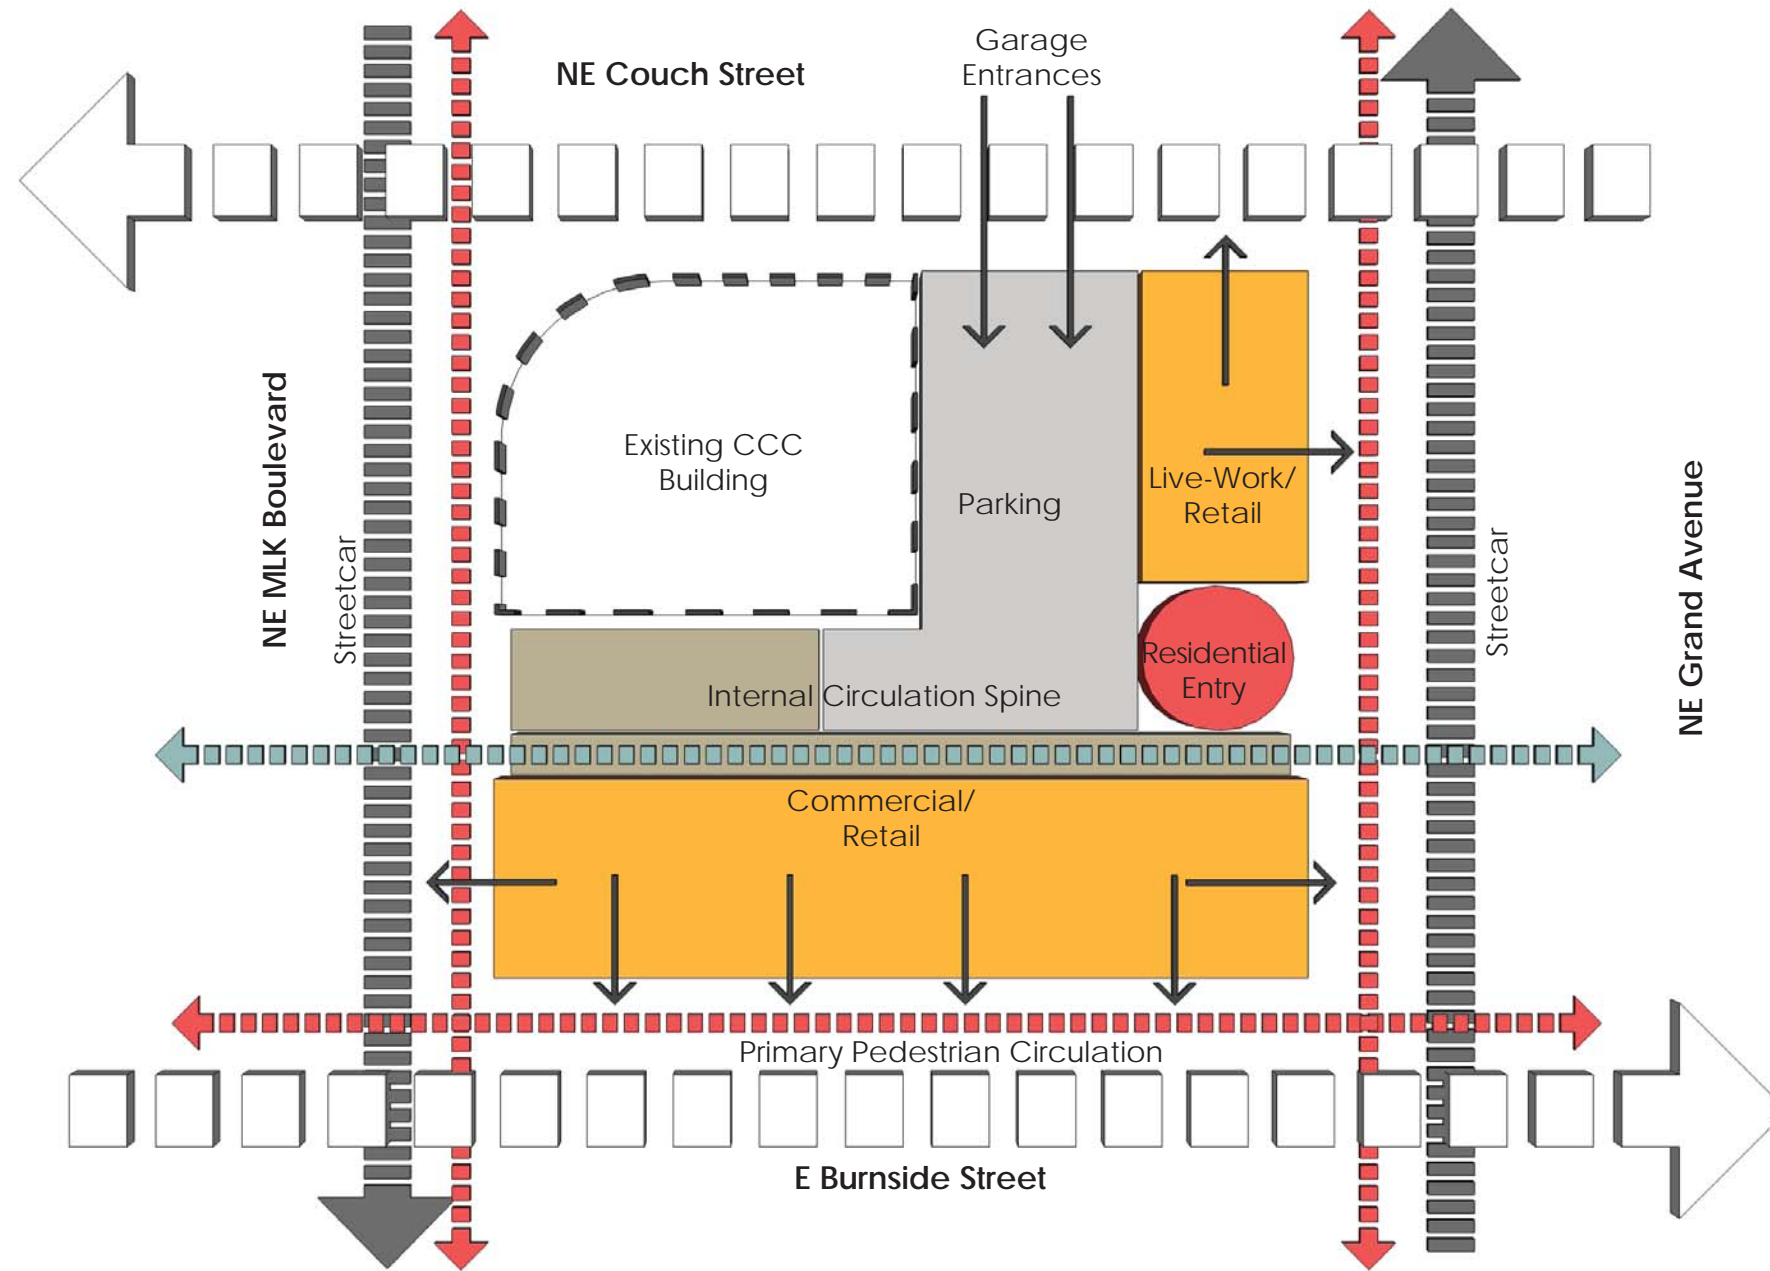 Garage
Entrances
NE Couch Street
NE MLK Boulevard
Streetcar
Existing CCC
Building
Parking
Live-Work/
Retail
Streetcar
NE Grand Avenue
Residential
Entry
Internal Circulation Spine
Commercial/
Retail
Primary Pedestrian Circulation
E Burnside Street